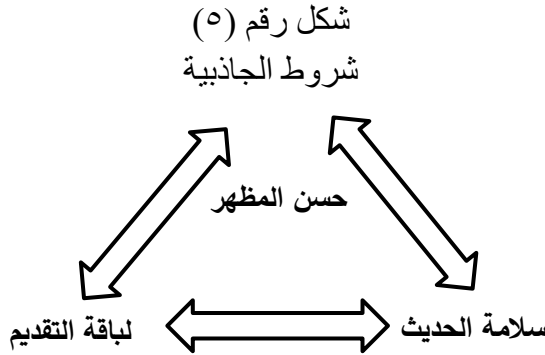 شكل رقم (٥)
شروط الجاذبية
حسن المظهر
سلامة الحديث
لباقة التقديم